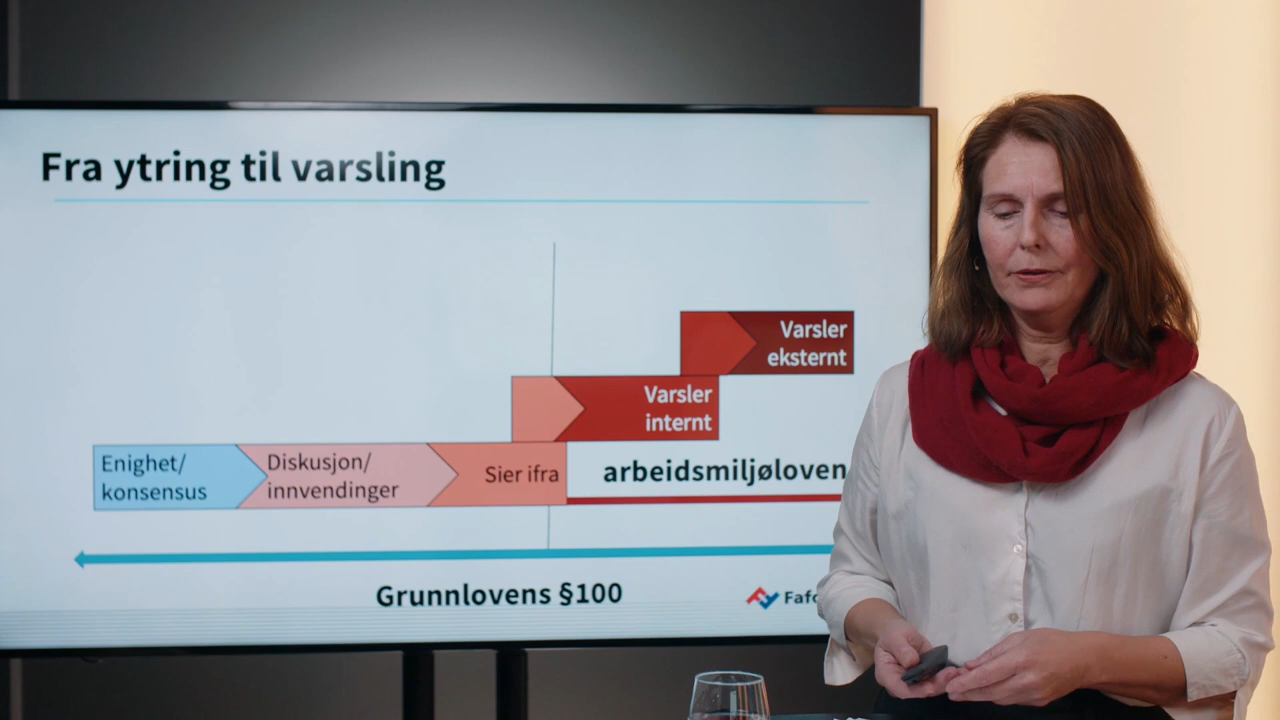 Fra ytring til varsling
Varsler
eksternt
Varsler
internt
Enighet/
konsensus
Diskusjon/
innvendinger
Sier ifra
arbeidsmiljøloven
Grunnlovens §100